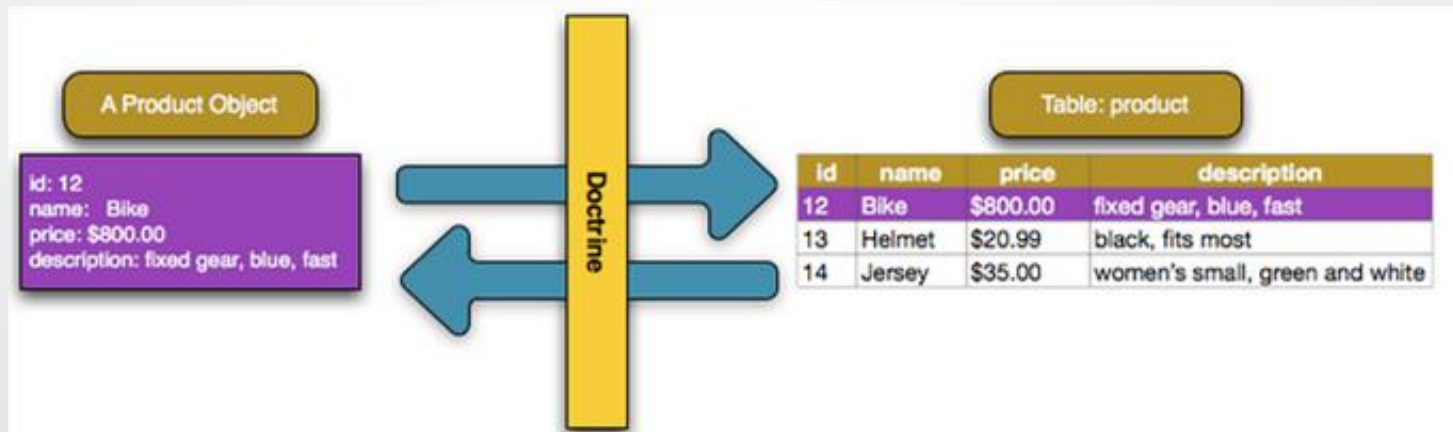 A Product Object
id: 12
name: Bike
price: $800.00
description: fixed gear, blue, fast
Doctrine
Table: product
id name price description
12 Bike $800.00 fixed gear, blue, fast
13 Helmet $20.99 black, fits most
14 Jersey $35.00 women's small, green and white